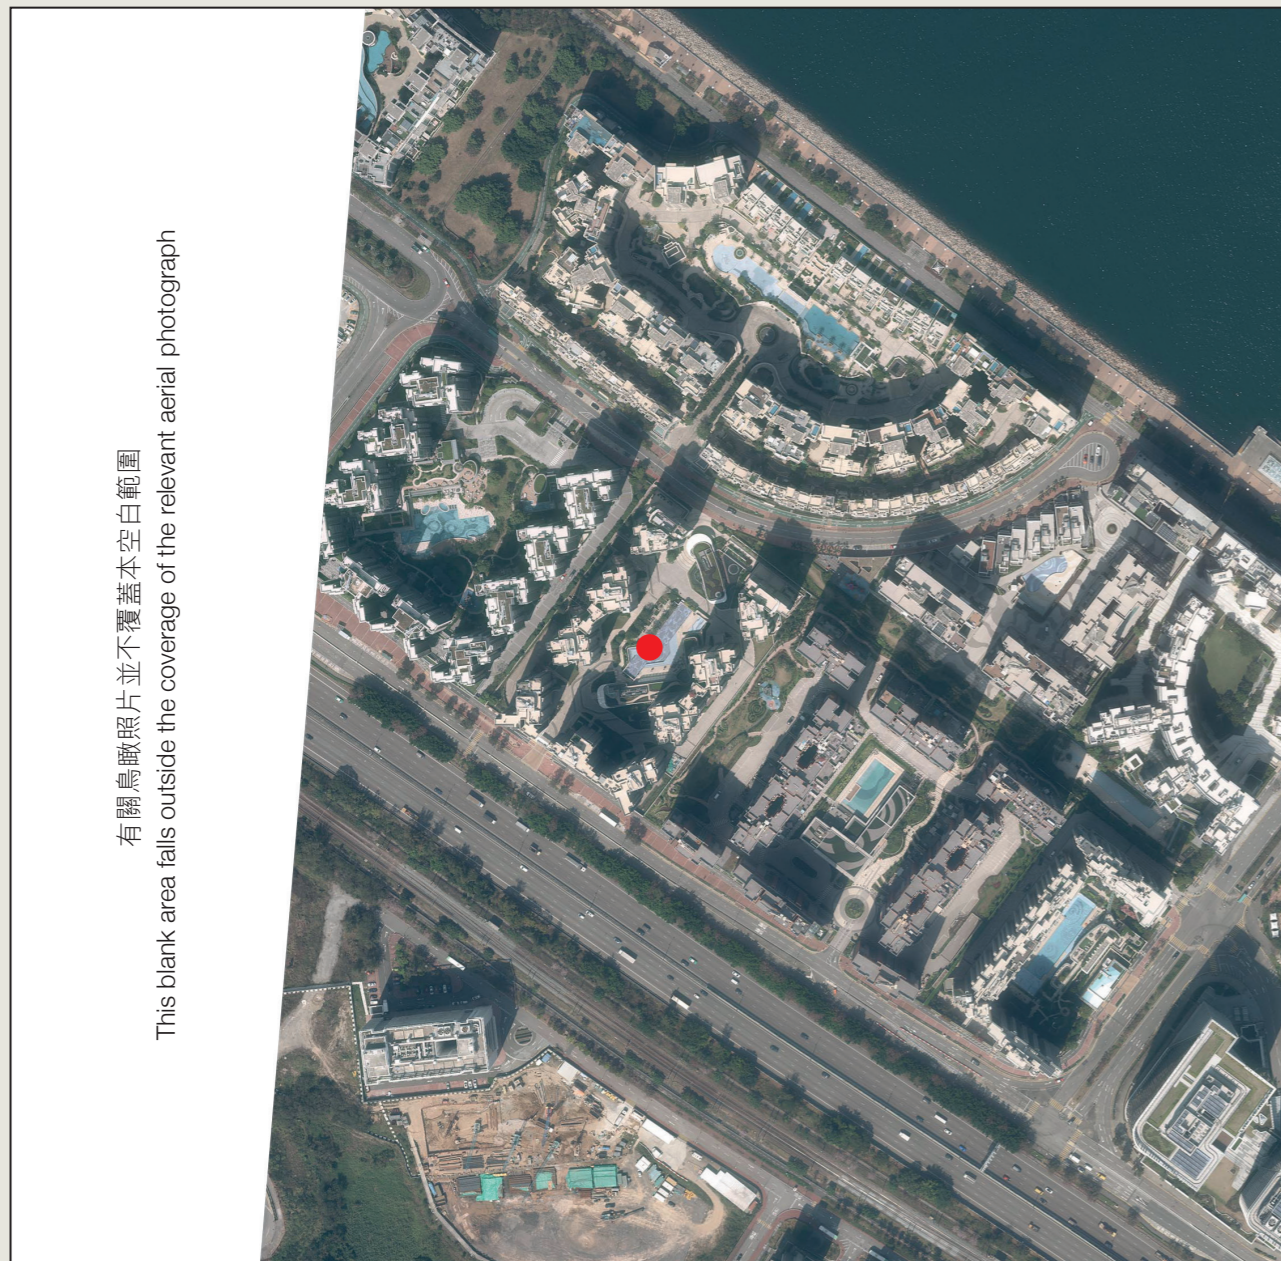 有關鳥瞰照片並不覆蓋本空白範圍
This blank area falls outside the coverage of the relevant aerial photograph